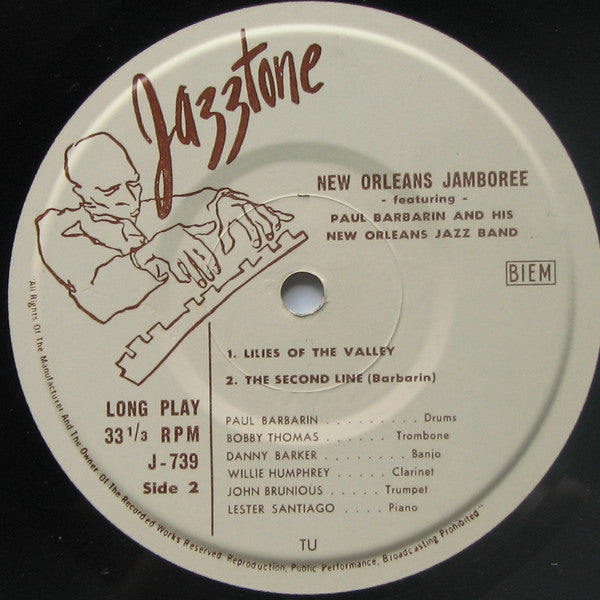 Jazztone
NEW ORLEANS JAMBOREE
- featuring -
PAUL BARBARIN AND HIS
NEW ORLEANS JAZZ BAND
BIEM
1. LILIES OF THE VALLEY
2. THE SECOND LINE (Barbarin)
LONG PLAY
33 1/3 RPM
J-739
Side 2
PAUL BARBARIN . . . . . . . . . Drums
BOBBY THOMAS . . . . . . . Trombone
DANNY BARKER . . . . . . . . Banjo
WILLIE HUMPHREY . . . . . Clarinet
JOHN BRUNIOUS . . . . . Trumpet
LESTER SANTIAGO . . . . Piano
TU
"All Rights Of The Manufacturer And The Owner Of The Recorded Works Reserved. Reproduction, Public Performance, Broadcasting Prohibited"